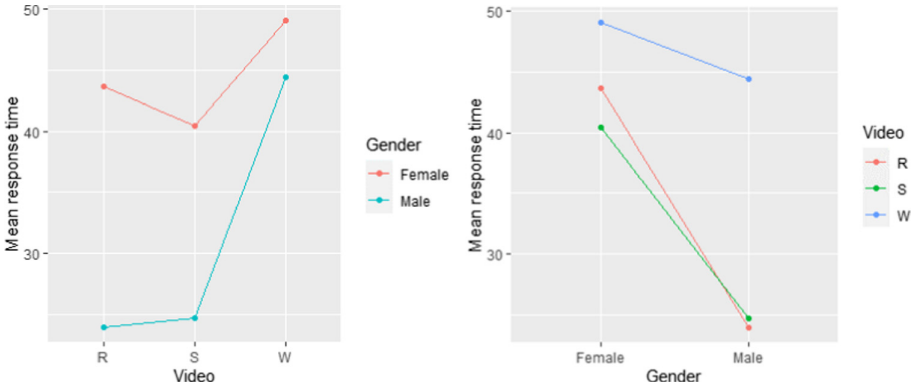 50
40
30
Mean response time
R
S
W
Video
Gender
Female
Male
50
40
30
Mean response time
Female
Male
Gender
Video
R
S
W